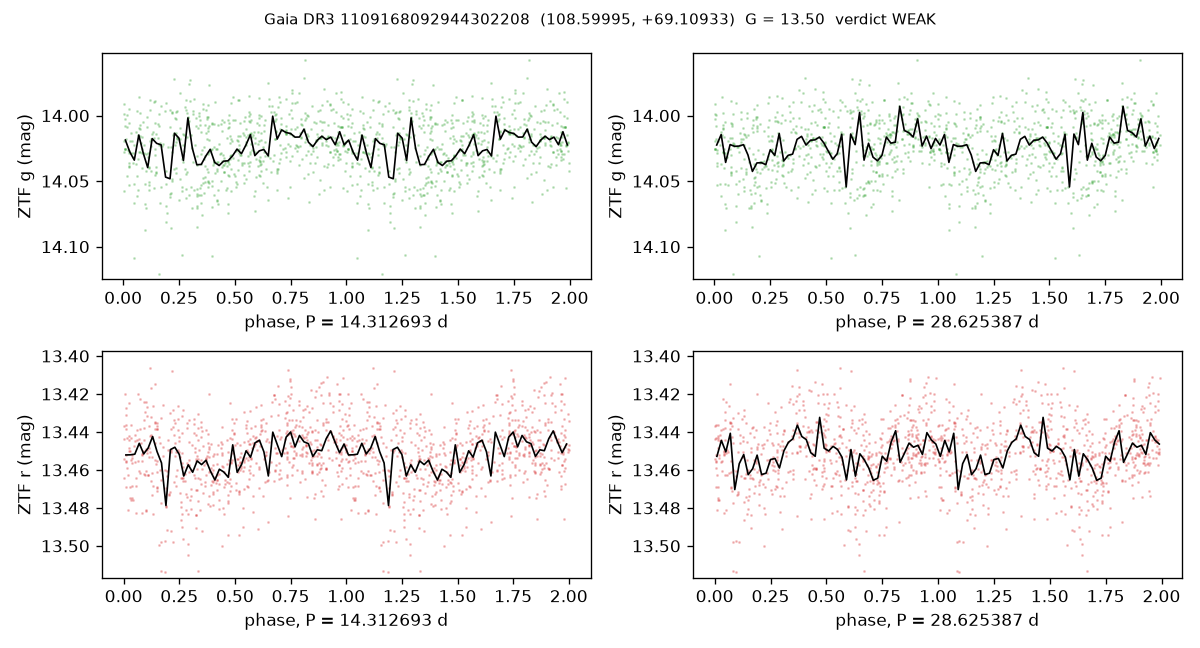 Gaia DR3 1109168092944302208 (108.59995, +69.10933) G = 13.50 verdict WEAK
ZTF g (mag)
14.00
14.05
14.10
0.00 0.25 0.50 0.75 1.00 1.25 1.50 1.75 2.00
phase, P = 14.312693 d
ZTF g (mag)
14.00
14.05
14.10
0.00 0.25 0.50 0.75 1.00 1.25 1.50 1.75 2.00
phase, P = 28.625387 d
ZTF r (mag)
13.40
13.42
13.44
13.46
13.48
13.50
0.00 0.25 0.50 0.75 1.00 1.25 1.50 1.75 2.00
phase, P = 14.312693 d
ZTF r (mag)
13.40
13.42
13.44
13.46
13.48
13.50
0.00 0.25 0.50 0.75 1.00 1.25 1.50 1.75 2.00
phase, P = 28.625387 d